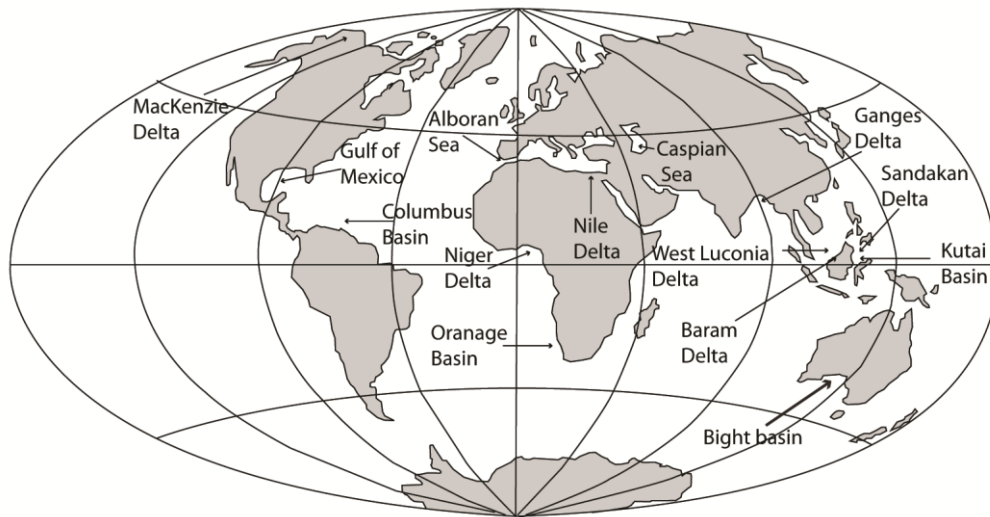 MacKenzie
Delta
Gulf of
Mexico
Columbus
Basin
Alboran
Sea
Niger
Delta
Oranage
Basin
Nile
Delta
Caspian
Sea
West Luconia
Delta
Baram
Delta
Ganges
Delta
Sandakan
Delta
Kutai
Basin
Bight basin